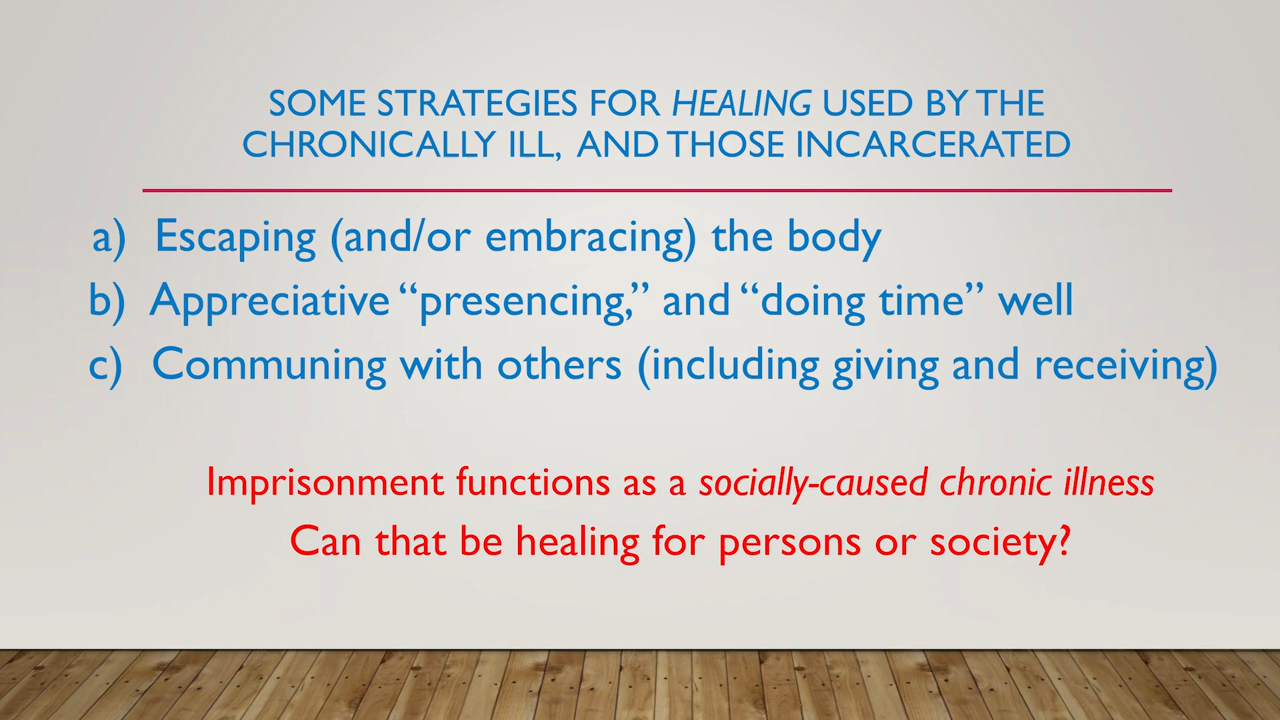 SOME STRATEGIES FOR HEALING USED BY THE
CHRONICALLY ILL, AND THOSE INCARCERATED
a) Escaping (and/or embracing) the body
b) Appreciative “presencing,” and “doing time” well
c) Communing with others (including giving and receiving)
Imprisonment functions as a socially-caused chronic illness
Can that be healing for persons or society?